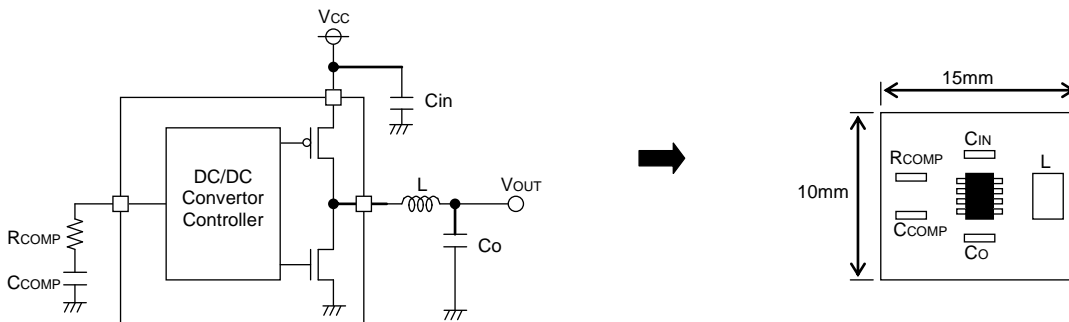 VCC
Cin
DC/DC
Convertor
Controller
L
VOUT
RCOMP
CCOMP
Co
15mm
10mm
CIN
RCOMP
L
CCOMP
CO